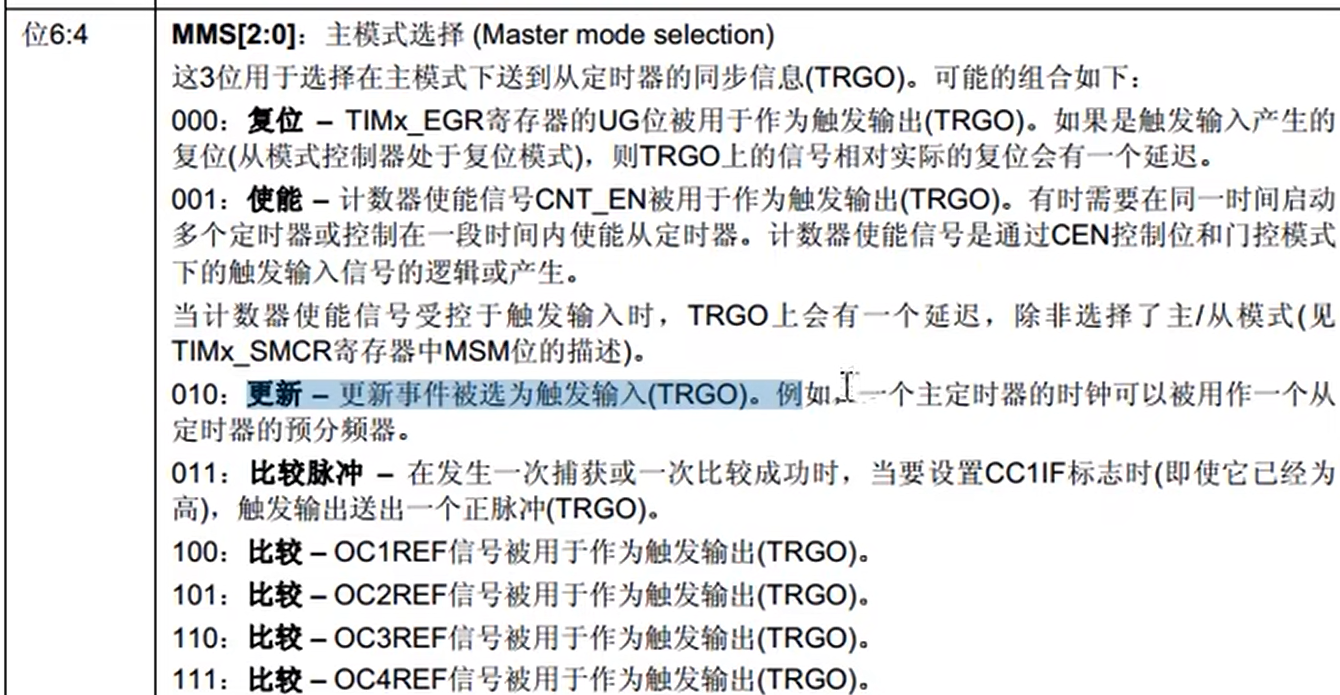 位6:4
MMS[2:0]：主模式选择 (Master mode selection)
这3位用于选择在主模式下送到从定时器的同步信息(TRGO)。可能的组合如下：
000：复位 – TIMx_EGR寄存器的UG位被用于作为触发输出(TRGO)。如果是触发输入产生的
复位(从模式控制器处于复位模式)，则TRGO上的信号相对实际的复位会有一个延迟。
001：使能 – 计数器使能信号CNT_EN被用于作为触发输出(TRGO)。有时需要在同一时间启动
多个定时器或控制在一段时间内使能从定时器。计数器使能信号是通过CEN控制位和门控模式
下的触发输入信号的逻辑或产生。
当计数器使能信号受控于触发输入时，TRGO上会有一个延迟，除非选择了主/从模式(见
TIMx_SMCR寄存器中MSM位的描述)。
010：更新 – 更新事件被选为触发输入(TRGO)。例如，一个主定时器的时钟可以被用作一个从
定时器的预分频器。
011：比较脉冲 – 在发生一次捕获或一次比较成功时，当要设置CC1IF标志时(即使它已经为
高)，触发输出送出一个正脉冲(TRGO)。
100：比较 – OC1REF信号被用于作为触发输出(TRGO)。
101：比较 – OC2REF信号被用于作为触发输出(TRGO)。
110：比较 – OC3REF信号被用于作为触发输出(TRGO)。
111：比较 – OC4REF信号被用于作为触发输出(TRGO)。